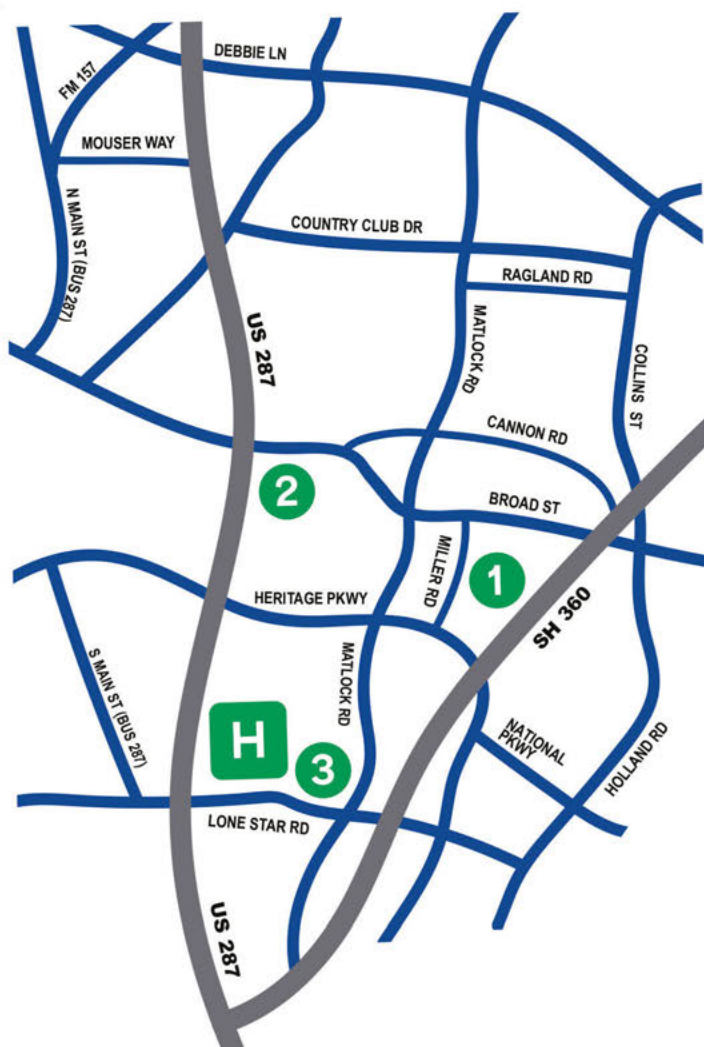 DEBBIE LN
FM 157
MOUSER WAY
N MAIN ST (BUS 287)
COUNTRY CLUB DR
RAGLAND RD
US 287
MATLOCK RD
COLLINS ST
CANNON RD
2
BROAD ST
MILLER RD
1
HERITAGE PKWY
SH 360
S MAIN ST (BUS 287)
MATLOCK RD
H
3
NATIONAL
PKWY
HOLLAND RD
LONE STAR RD
US 287